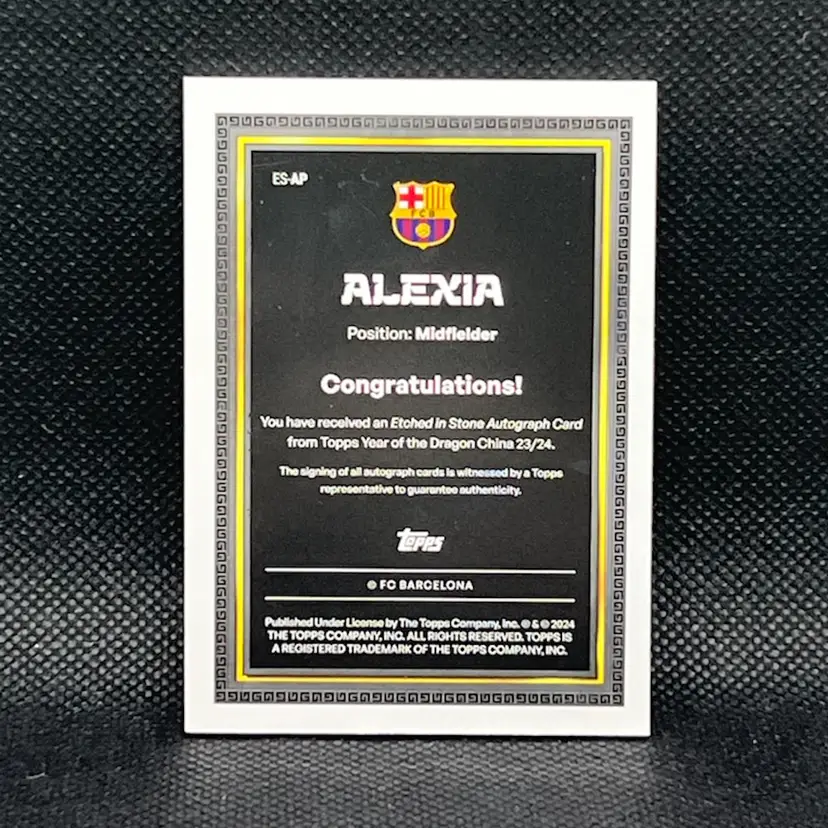 ES-AP
FCB
ALEXIA
Position: Midfielder
Congratulations!
You have received an Etched in Stone Autograph Card
from Topps Year of the Dragon China 23/24.
The signing of all autograph cards is witnessed by a Topps
representative to guarantee authenticity.
topps
© FC BARCELONA
Published Under License by The Topps Company, Inc. ® & © 2024
THE TOPPS COMPANY, INC. ALL RIGHTS RESERVED. TOPPS IS
A REGISTERED TRADEMARK OF THE TOPPS COMPANY, INC.